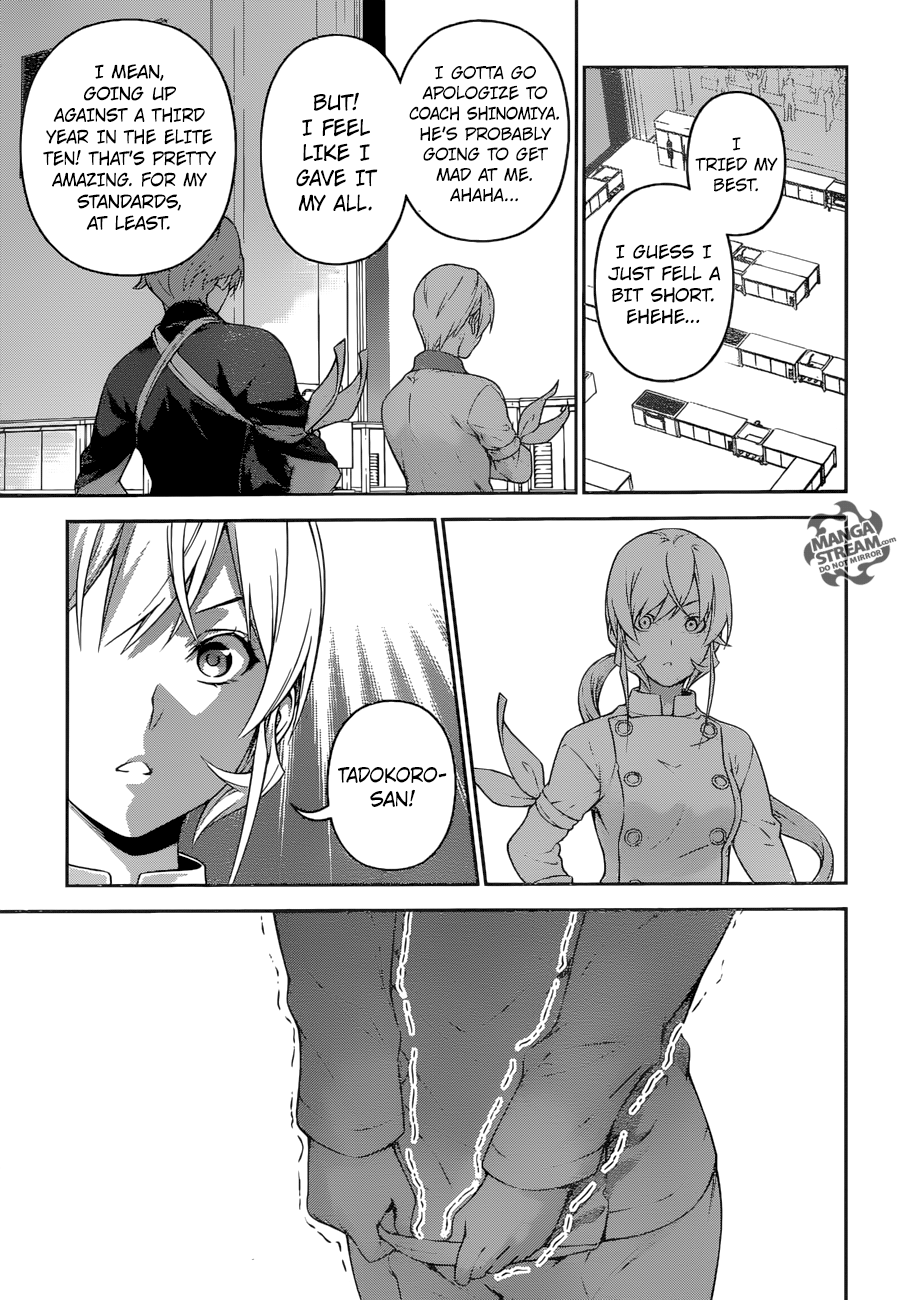 I
TRIED MY
BEST.
I GUESS I
JUST FELL A
BIT SHORT.
EHEHE...
I GOTTA GO
APOLOGIZE TO
COACH SHINOMIYA.
HE'S PROBABLY
GOING TO GET
MAD AT ME.
AHAHA...
BUT!
I FEEL
LIKE I
GAVE IT
MY ALL.
I MEAN,
GOING UP
AGAINST A THIRD
YEAR IN THE ELITE
TEN! THAT'S PRETTY
AMAZING. FOR MY
STANDARDS,
AT LEAST.
MANGA
STREAM.com
DO NOT MIRROR
TADOKORO-
SAN!